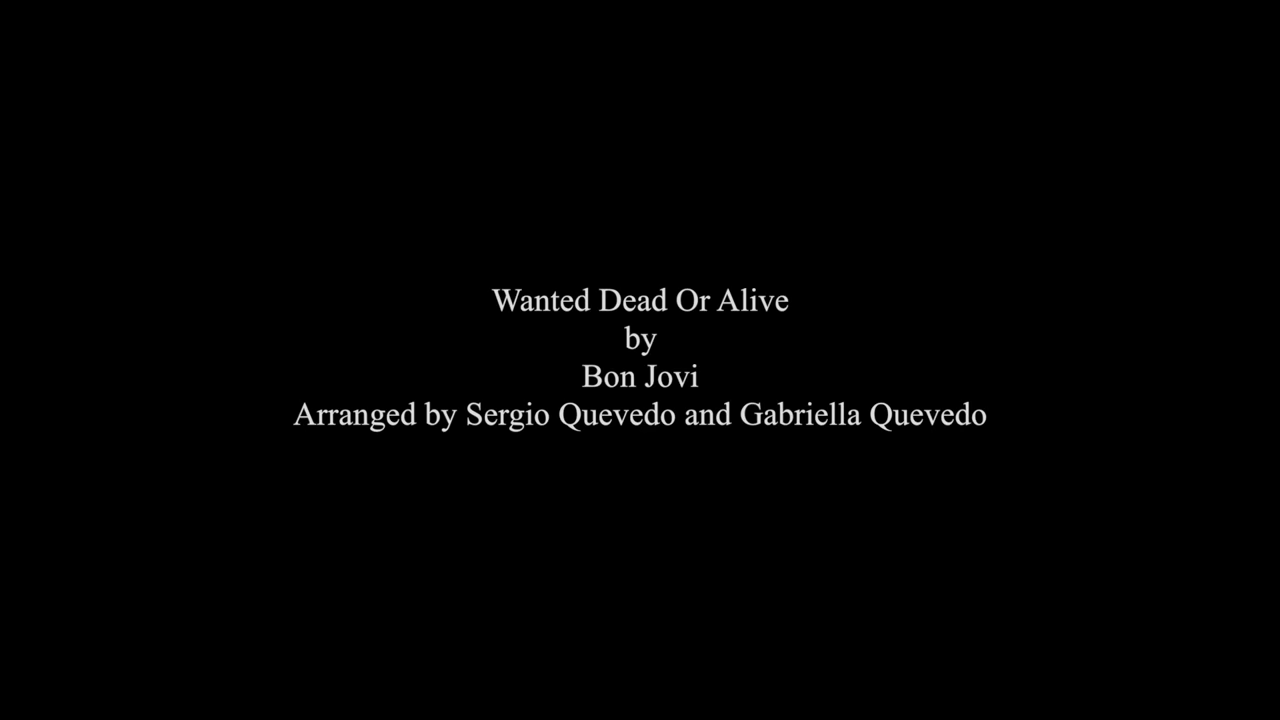 Wanted Dead Or Alive
by
Bon Jovi
Arranged by Sergio Quevedo and Gabriella Quevedo